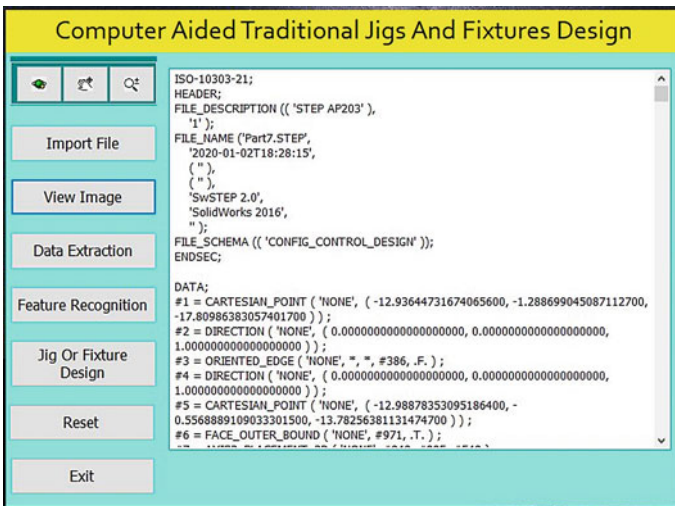 Computer Aided Traditional Jigs And Fixtures Design
Import File
View Image
Data Extraction
Feature Recognition
Jig Or Fixture
Design
Reset
Exit
ISO-10303-21;
HEADER;
FILE_DESCRIPTION (( 'STEP AP203' ),
'1' );
FILE_NAME ('Part7.STEP',
'2020-01-02T18:28:15',
( '' ),
( '' ),
'SwSTEP 2.0',
'SolidWorks 2016',
'' );
FILE_SCHEMA (( 'CONFIG_CONTROL_DESIGN' ));
ENDSEC;
DATA;
#1 = CARTESIAN_POINT ( 'NONE', ( -12.93644731674065600, -1.288699045087112700,
-17.80986383057401700 ) ) ;
#2 = DIRECTION ( 'NONE', ( 0.0000000000000000000, 0.0000000000000000000,
1.000000000000000000 ) ) ;
#3 = ORIENTED_EDGE ( 'NONE', *, *, #386, .F. ) ;
#4 = DIRECTION ( 'NONE', ( 0.0000000000000000000, 0.0000000000000000000,
1.000000000000000000 ) ) ;
#5 = CARTESIAN_POINT ( 'NONE', ( -12.98878353095186400, -
0.5568889109033301500, -13.78256381131474700 ) ) ;
#6 = FACE_OUTER_BOUND ( 'NONE', #971, .T. ) ;